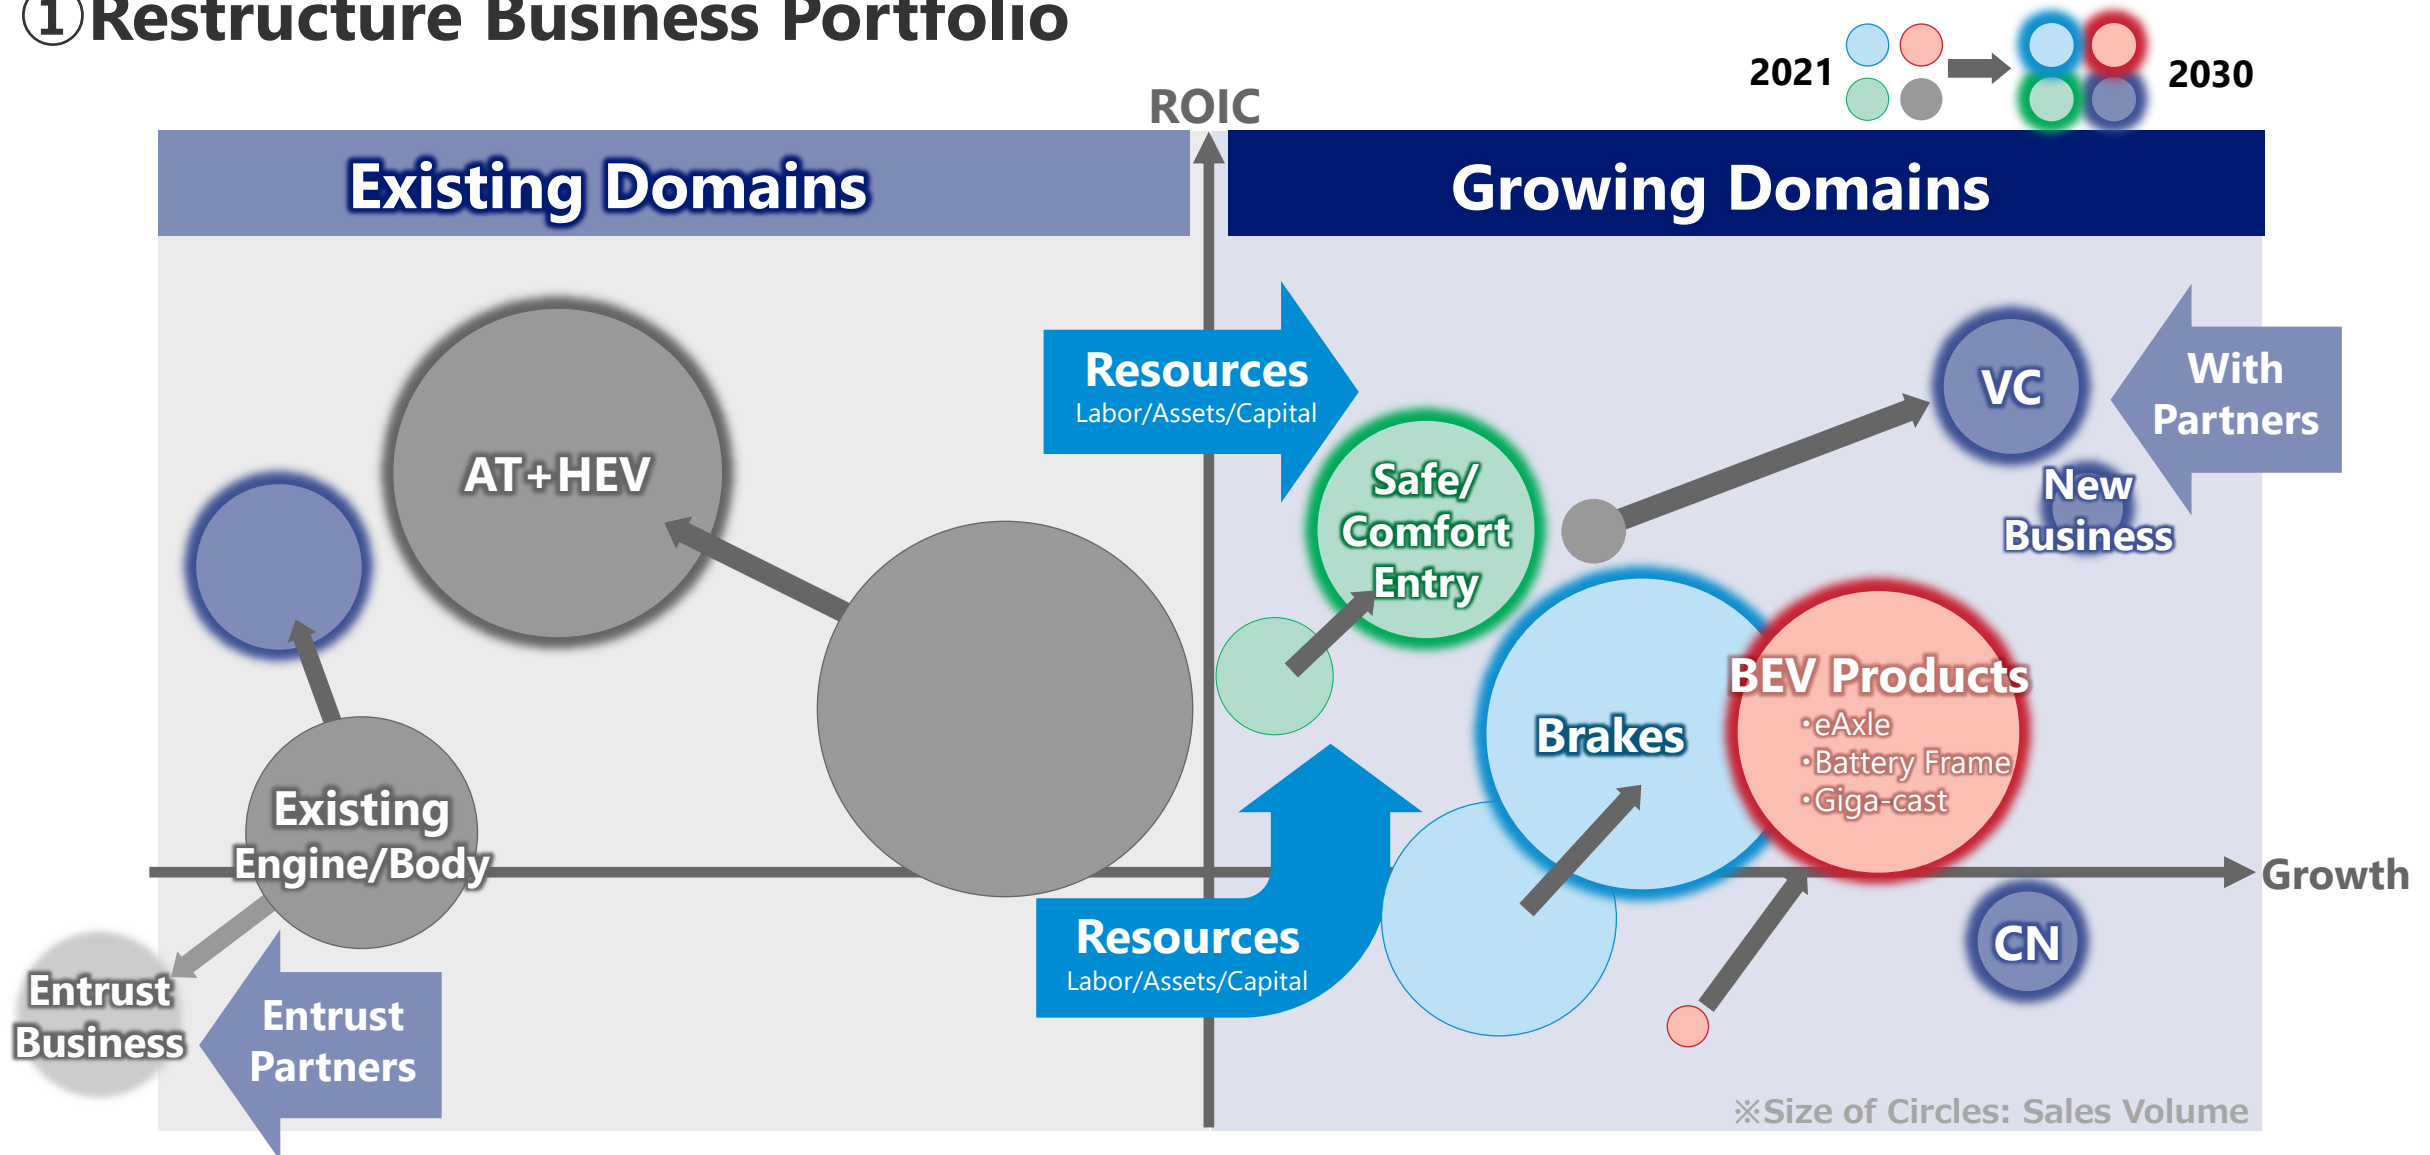 ①Restructure Business Portfolio
2021
2030
ROIC
Existing Domains
Growing Domains
Resources
Labor/Assets/Capital
VC
With
Partners
New
Business
AT+HEV
Safe/
Comfort
Entry
BEV Products
・eAxle
・Battery Frame
・Giga-cast
Brakes
Existing
Engine/Body
Growth
Resources
Labor/Assets/Capital
CN
Entrust
Business
Entrust
Partners
※Size of Circles: Sales Volume